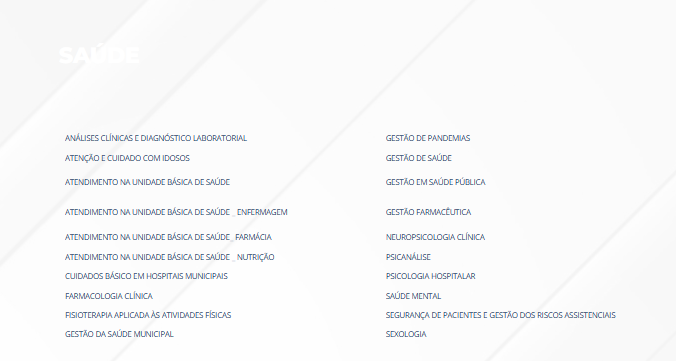 SAÚDE
ANÁLISES CLÍNICAS E DIAGNÓSTICO LABORATORIAL
ATENÇÃO E CUIDADO COM IDOSOS
ATENDIMENTO NA UNIDADE BÁSICA DE SAÚDE
ATENDIMENTO NA UNIDADE BÁSICA DE SAÚDE _ ENFERMAGEM
ATENDIMENTO NA UNIDADE BÁSICA DE SAÚDE_ FARMÁCIA
ATENDIMENTO NA UNIDADE BÁSICA DE SAÚDE _ NUTRIÇÃO
CUIDADOS BÁSICO EM HOSPITAIS MUNICIPAIS
FARMACOLOGIA CLÍNICA
FISIOTERAPIA APLICADA ÀS ATIVIDADES FÍSICAS
GESTÃO DA SAÚDE MUNICIPAL
GESTÃO DE PANDEMIAS
GESTÃO DE SAÚDE
GESTÃO EM SAÚDE PÚBLICA
GESTÃO FARMACÊUTICA
NEUROPSICOLOGIA CLÍNICA
PSICANÁLISE
PSICOLOGIA HOSPITALAR
SAÚDE MENTAL
SEGURANÇA DE PACIENTES E GESTÃO DOS RISCOS ASSISTENCIAIS
SEXOLOGIA